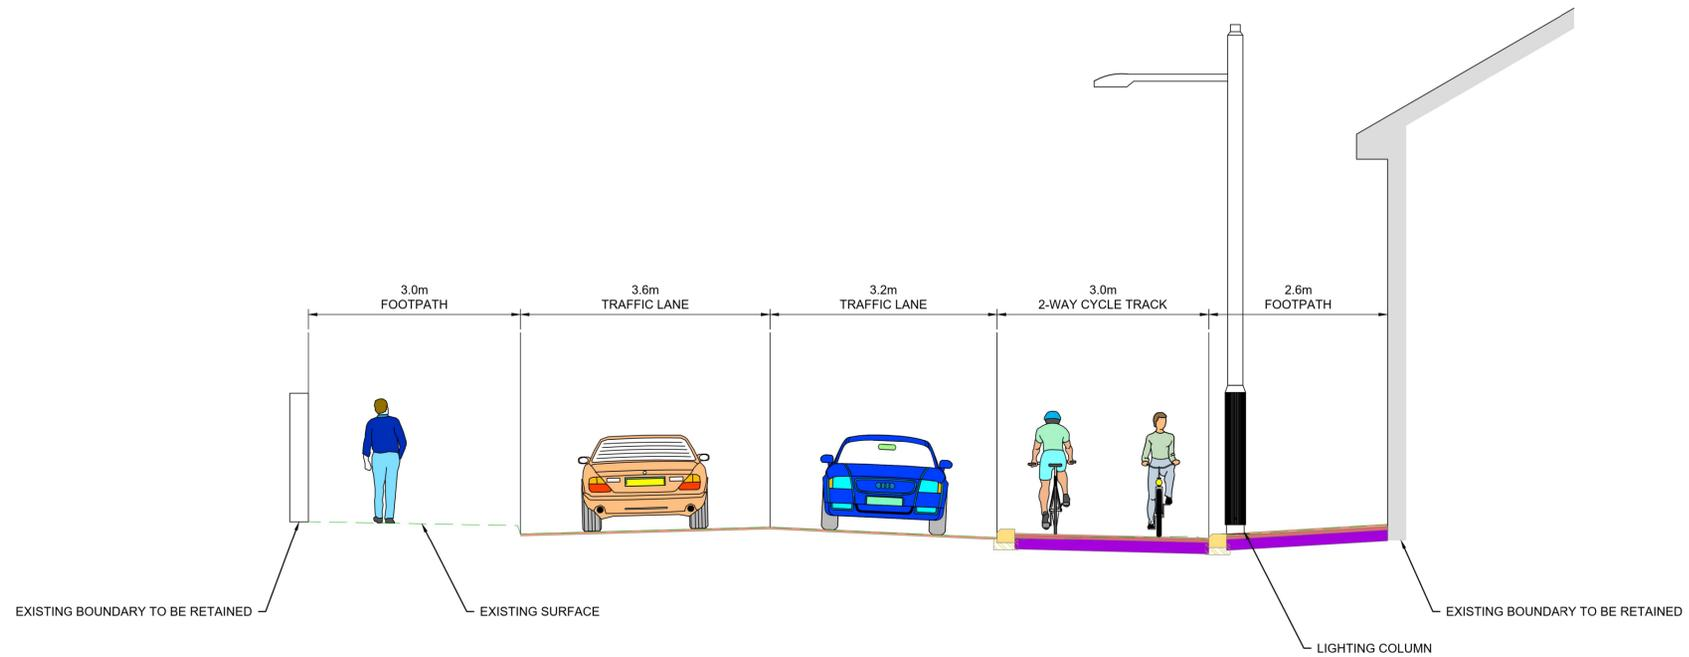 3.0m
FOOTPATH
3.6m
TRAFFIC LANE
3.2m
TRAFFIC LANE
3.0m
2-WAY CYCLE TRACK
2.6m
FOOTPATH
EXISTING BOUNDARY TO BE RETAINED
EXISTING SURFACE
EXISTING BOUNDARY TO BE RETAINED
LIGHTING COLUMN